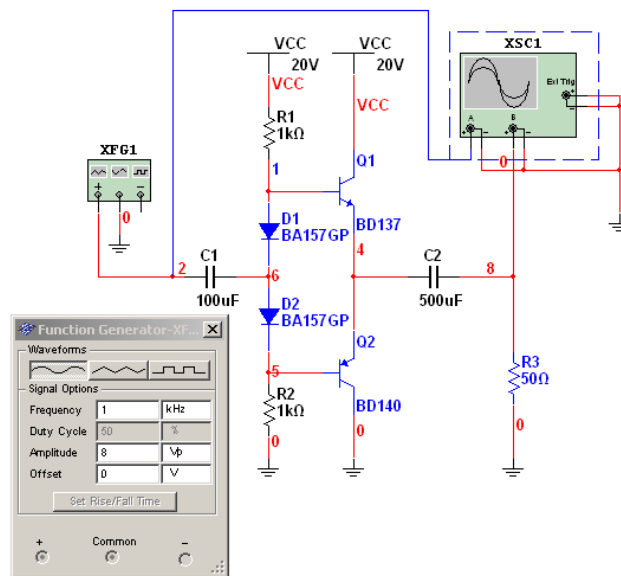 VCC
20V
VCC
VCC
20V
VCC
XSC1
Ext Trig
+
-
A
B
+
-
+
-
0
R1
1kΩ
1
XFG1
+
-
0
Q1
BD137
D1
BA157GP
4
2
C1
100uF
6
C2
500uF
8
D2
BA157GP
Q2
BD140
5
R2
1kΩ
0
0
R3
50Ω
0
Function Generator-XF...
Waveforms
Signal Options
Frequency 1 kHz
Duty Cycle 50 %
Amplitude 8 Vp
Offset 0 V
Set Rise/Fall Time
+
Common
-